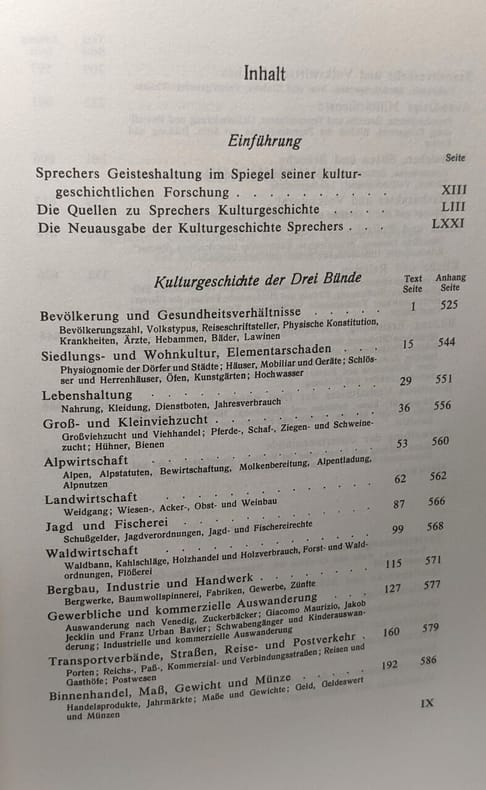 Inhalt
Einführung
Seite
Sprechers Geisteshaltung im Spiegel seiner kultur-
geschichtlichen Forschung . . . . . . . . . . XIII
Die Quellen zu Sprechers Kulturgeschichte . . . . LIII
Die Neuausgabe der Kulturgeschichte Sprechers . . . LXXI
Kulturgeschichte der Drei Bünde
Text Anhang
Seite Seite
Bevölkerung und Gesundheitsverhältnisse . . . . . 1 525
Bevölkerungszahl, Volkstypus, Reiseschriftsteller, Physische Konstitution,
Krankheiten, Ärzte, Hebammen, Bäder, Lawinen
Siedlungs- und Wohnkultur, Elementarschaden . . . 15 544
Physiognomie der Dörfer und Städte; Häuser, Mobiliar und Geräte; Schlös-
ser und Herrenhäuser, Öfen, Kunstgärten; Hochwasser
Lebenshaltung . . . . . . . . . . . . 29 551
Nahrung, Kleidung, Dienstboten, Jahresverbrauch
Groß- und Kleinviehzucht . . . . . . . . . 36 556
Großviehzucht und Viehhandel; Pferde-, Schaf-, Ziegen- und Schweine-
zucht; Hühner, Bienen
Alpwirtschaft . . . . . . . . . . . . 53 560
Alpen, Alpstatuten, Bewirtschaftung, Molkenbereitung, Alpentladung,
Alpnutzen
Landwirtschaft . . . . . . . . . . . . 62 562
Weidgang; Wiesen-, Acker-, Obst- und Weinbau
Jagd und Fischerei . . . . . . . . . . . 87 566
Schußgelder, Jagdverordnungen, Jagd- und Fischereirechte
Waldwirtschaft . . . . . . . . . . . . 99 568
Waldbann, Kahlschläge, Holzhandel und Holzverbrauch, Forst- und Wald-
ordnungen, Flößerei
Bergbau, Industrie und Handwerk . . . . . . . 115 571
Bergwerke, Baumwollspinnerei, Fabriken, Gewerbe, Zünfte
Gewerbliche und kommerzielle Auswanderung . . . 127 577
Auswanderung nach Venedig, Zuckerbäcker; Giacomo Maurizio, Jakob
Jecklin und Franz Urban Bavier; Schwabengänger und Kinderauswan-
derung; Industrielle und kommerzielle Auswanderung
Transportverbände, Straßen, Reise- und Postverkehr . 160 579
Porten; Reichs-, Paß-, Kommerzial- und Verbindungsstraßen; Reisen und
Gasthöfe; Postwesen
Binnenhandel, Maß, Gewicht und Münze . . . . . 192 586
Handelsprodukte, Jahrmärkte; Maße und Gewichte; Geld, Geldeswert
und Münzen
IX